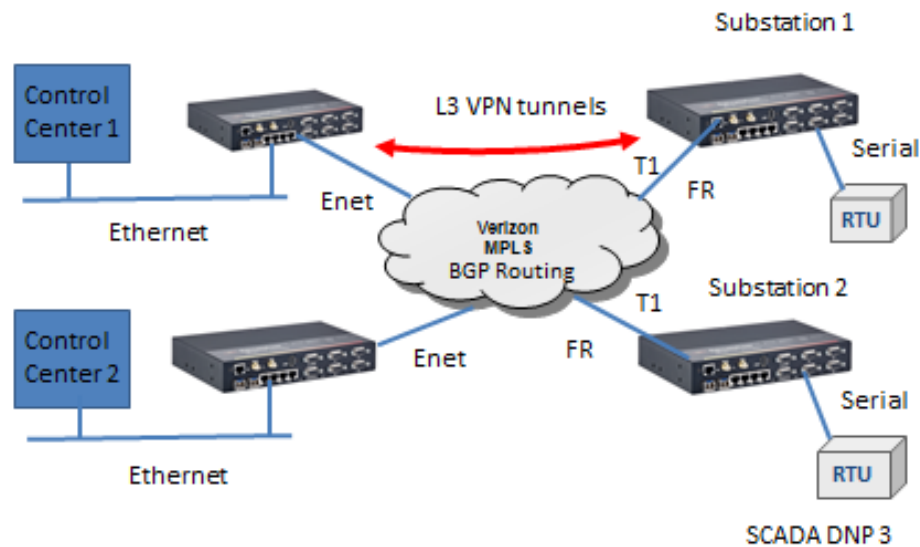 Substation 1
Control
Center 1
L3 VPN tunnels
T1
FR
Serial
RTU
Enet
Ethernet
Verizon
MPLS
BGP Routing
Substation 2
T1
FR
Control
Center 2
Enet
Serial
RTU
Ethernet
SCADA DNP 3